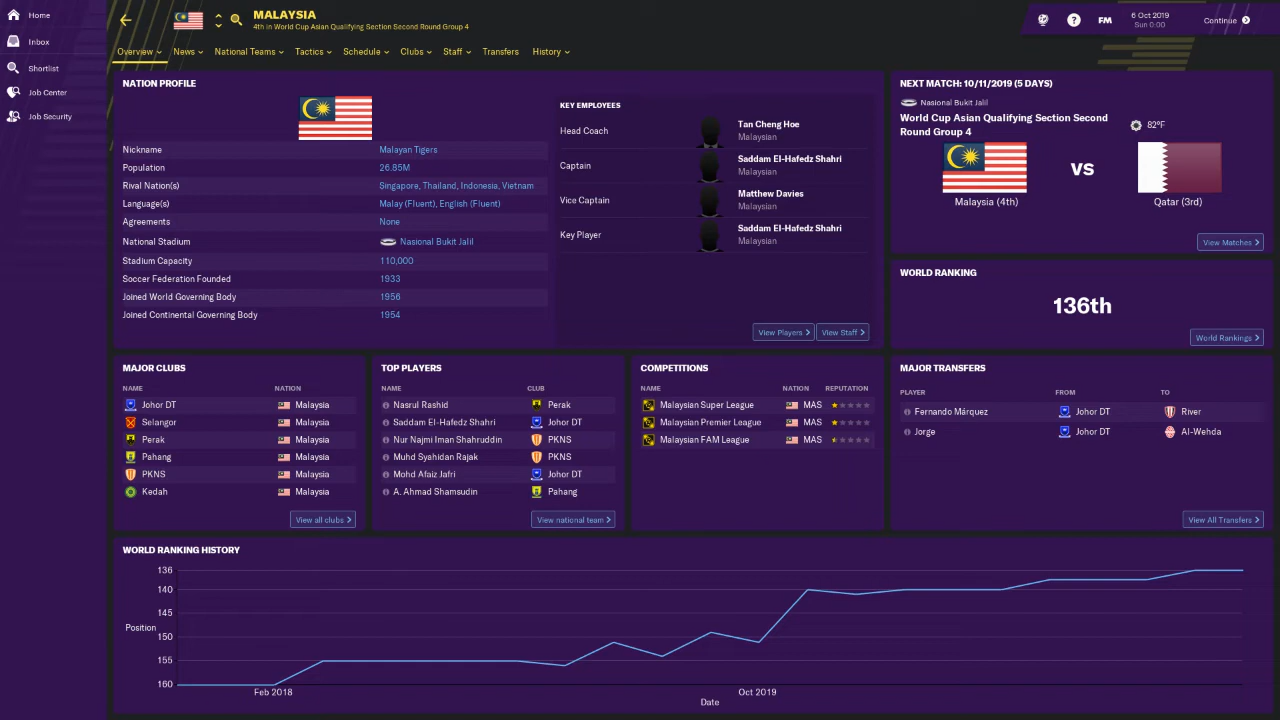 Home
Inbox
Shortlist
Job Center
Job Security
MALAYSIA
4th in World Cup Asian Qualifying Section Second Round Group 4
?
FM
6 Oct 2019
Sun 0:00
Continue
Overview News National Teams Tactics Schedule Clubs Staff Transfers History
NATION PROFILE
Nickname Malayan Tigers
Population 26.85M
Rival Nation(s) Singapore, Thailand, Indonesia, Vietnam
Language(s) Malay (Fluent), English (Fluent)
Agreements None
National Stadium Nasional Bukit Jalil
Stadium Capacity 110,000
Soccer Federation Founded 1933
Joined World Governing Body 1956
Joined Continental Governing Body 1954
KEY EMPLOYEES
Head Coach Tan Cheng Hoe
Malaysian
Captain Saddam El-Hafedz Shahri
Malaysian
Vice Captain Matthew Davies
Malaysian
Key Player Saddam El-Hafedz Shahri
Malaysian
View Players View Staff
NEXT MATCH: 10/11/2019 (5 DAYS)
Nasional Bukit Jalil
World Cup Asian Qualifying Section Second
Round Group 4
82ºF
VS
Malaysia (4th) Qatar (3rd)
View Matches
WORLD RANKING
136th
World Rankings
MAJOR CLUBS
NAME NATION
Johor DT Malaysia
Selangor Malaysia
Perak Malaysia
Pahang Malaysia
PKNS Malaysia
Kedah Malaysia
View all clubs
TOP PLAYERS
NAME CLUB
Nasrul Rashid Perak
Saddam El-Hafedz Shahri Johor DT
Nur Najmi Iman Shahruddin PKNS
Muhd Syahidan Rajak PKNS
Mohd Afaiz Jafri Johor DT
A. Ahmad Shamsudin Pahang
View national team
COMPETITIONS
NAME NATION REPUTATION
Malaysian Super League MAS
Malaysian Premier League MAS
Malaysian FAM League MAS
MAJOR TRANSFERS
PLAYER FROM TO
Fernando Márquez Johor DT River
Jorge Johor DT Al-Wehda
View All Transfers
WORLD RANKING HISTORY
136
140
145
Position
150
155
160
Feb 2018 Oct 2019
Date